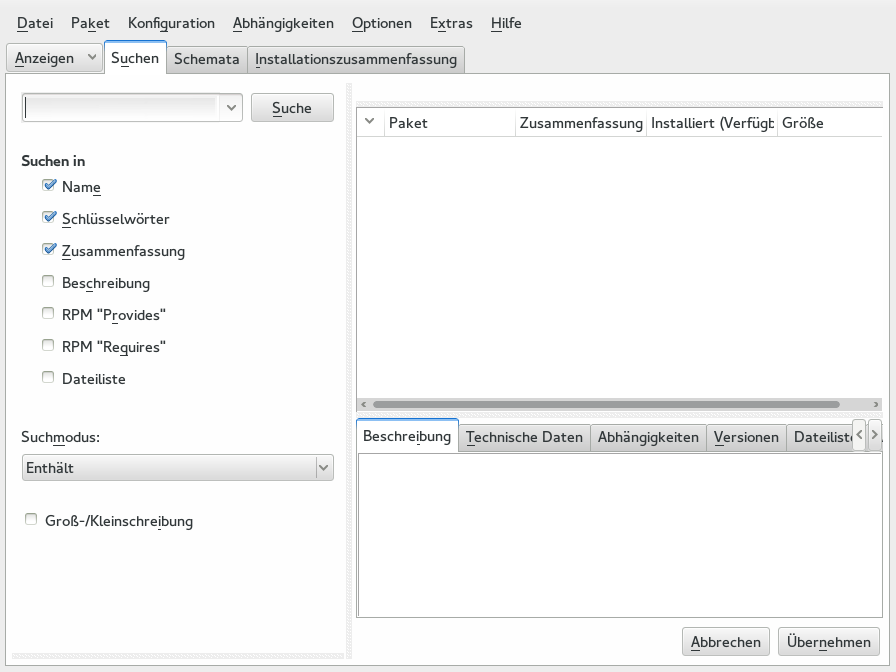 Datei Paket Konfiguration Abhängigkeiten Optionen Extras Hilfe
Anzeigen Suchen Schemata Installationszusammenfassung
Suche
Suchen in
Name
Schlüsselwörter
Zusammenfassung
Beschreibung
RPM "Provides"
RPM "Requires"
Dateiliste
Suchmodus:
Enthält
Groß-/Kleinschreibung
Paket Zusammenfassung Installiert (Verfügb Größe
Beschreibung Technische Daten Abhängigkeiten Versionen Dateiliste
Abbrechen Übernehmen